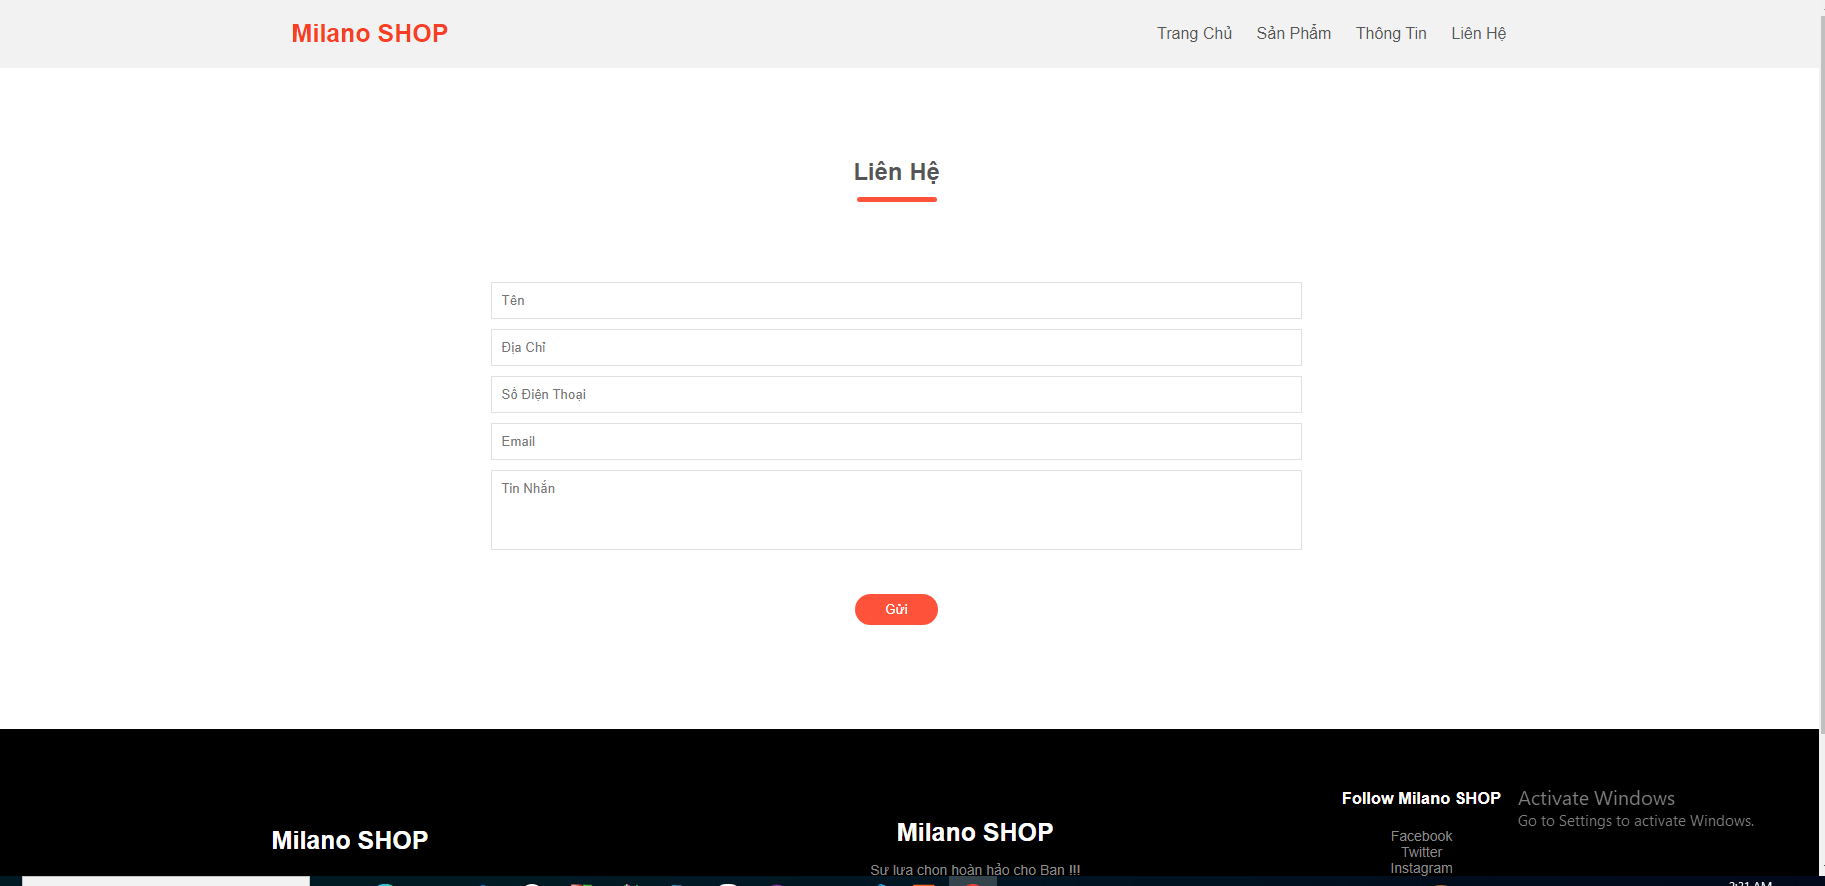 Milano SHOP
Trang Chủ Sản Phẩm Thông Tin Liên Hệ
Liên Hệ
Tên
Địa Chỉ
Số Điện Thoại
Email
Tin Nhắn
Gửi
Milano SHOP
Milano SHOP
Sự lựa chọn hoàn hảo cho Bạn !!!
Follow Milano SHOP
Facebook
Twitter
Instagram
Activate Windows
Go to Settings to activate Windows.